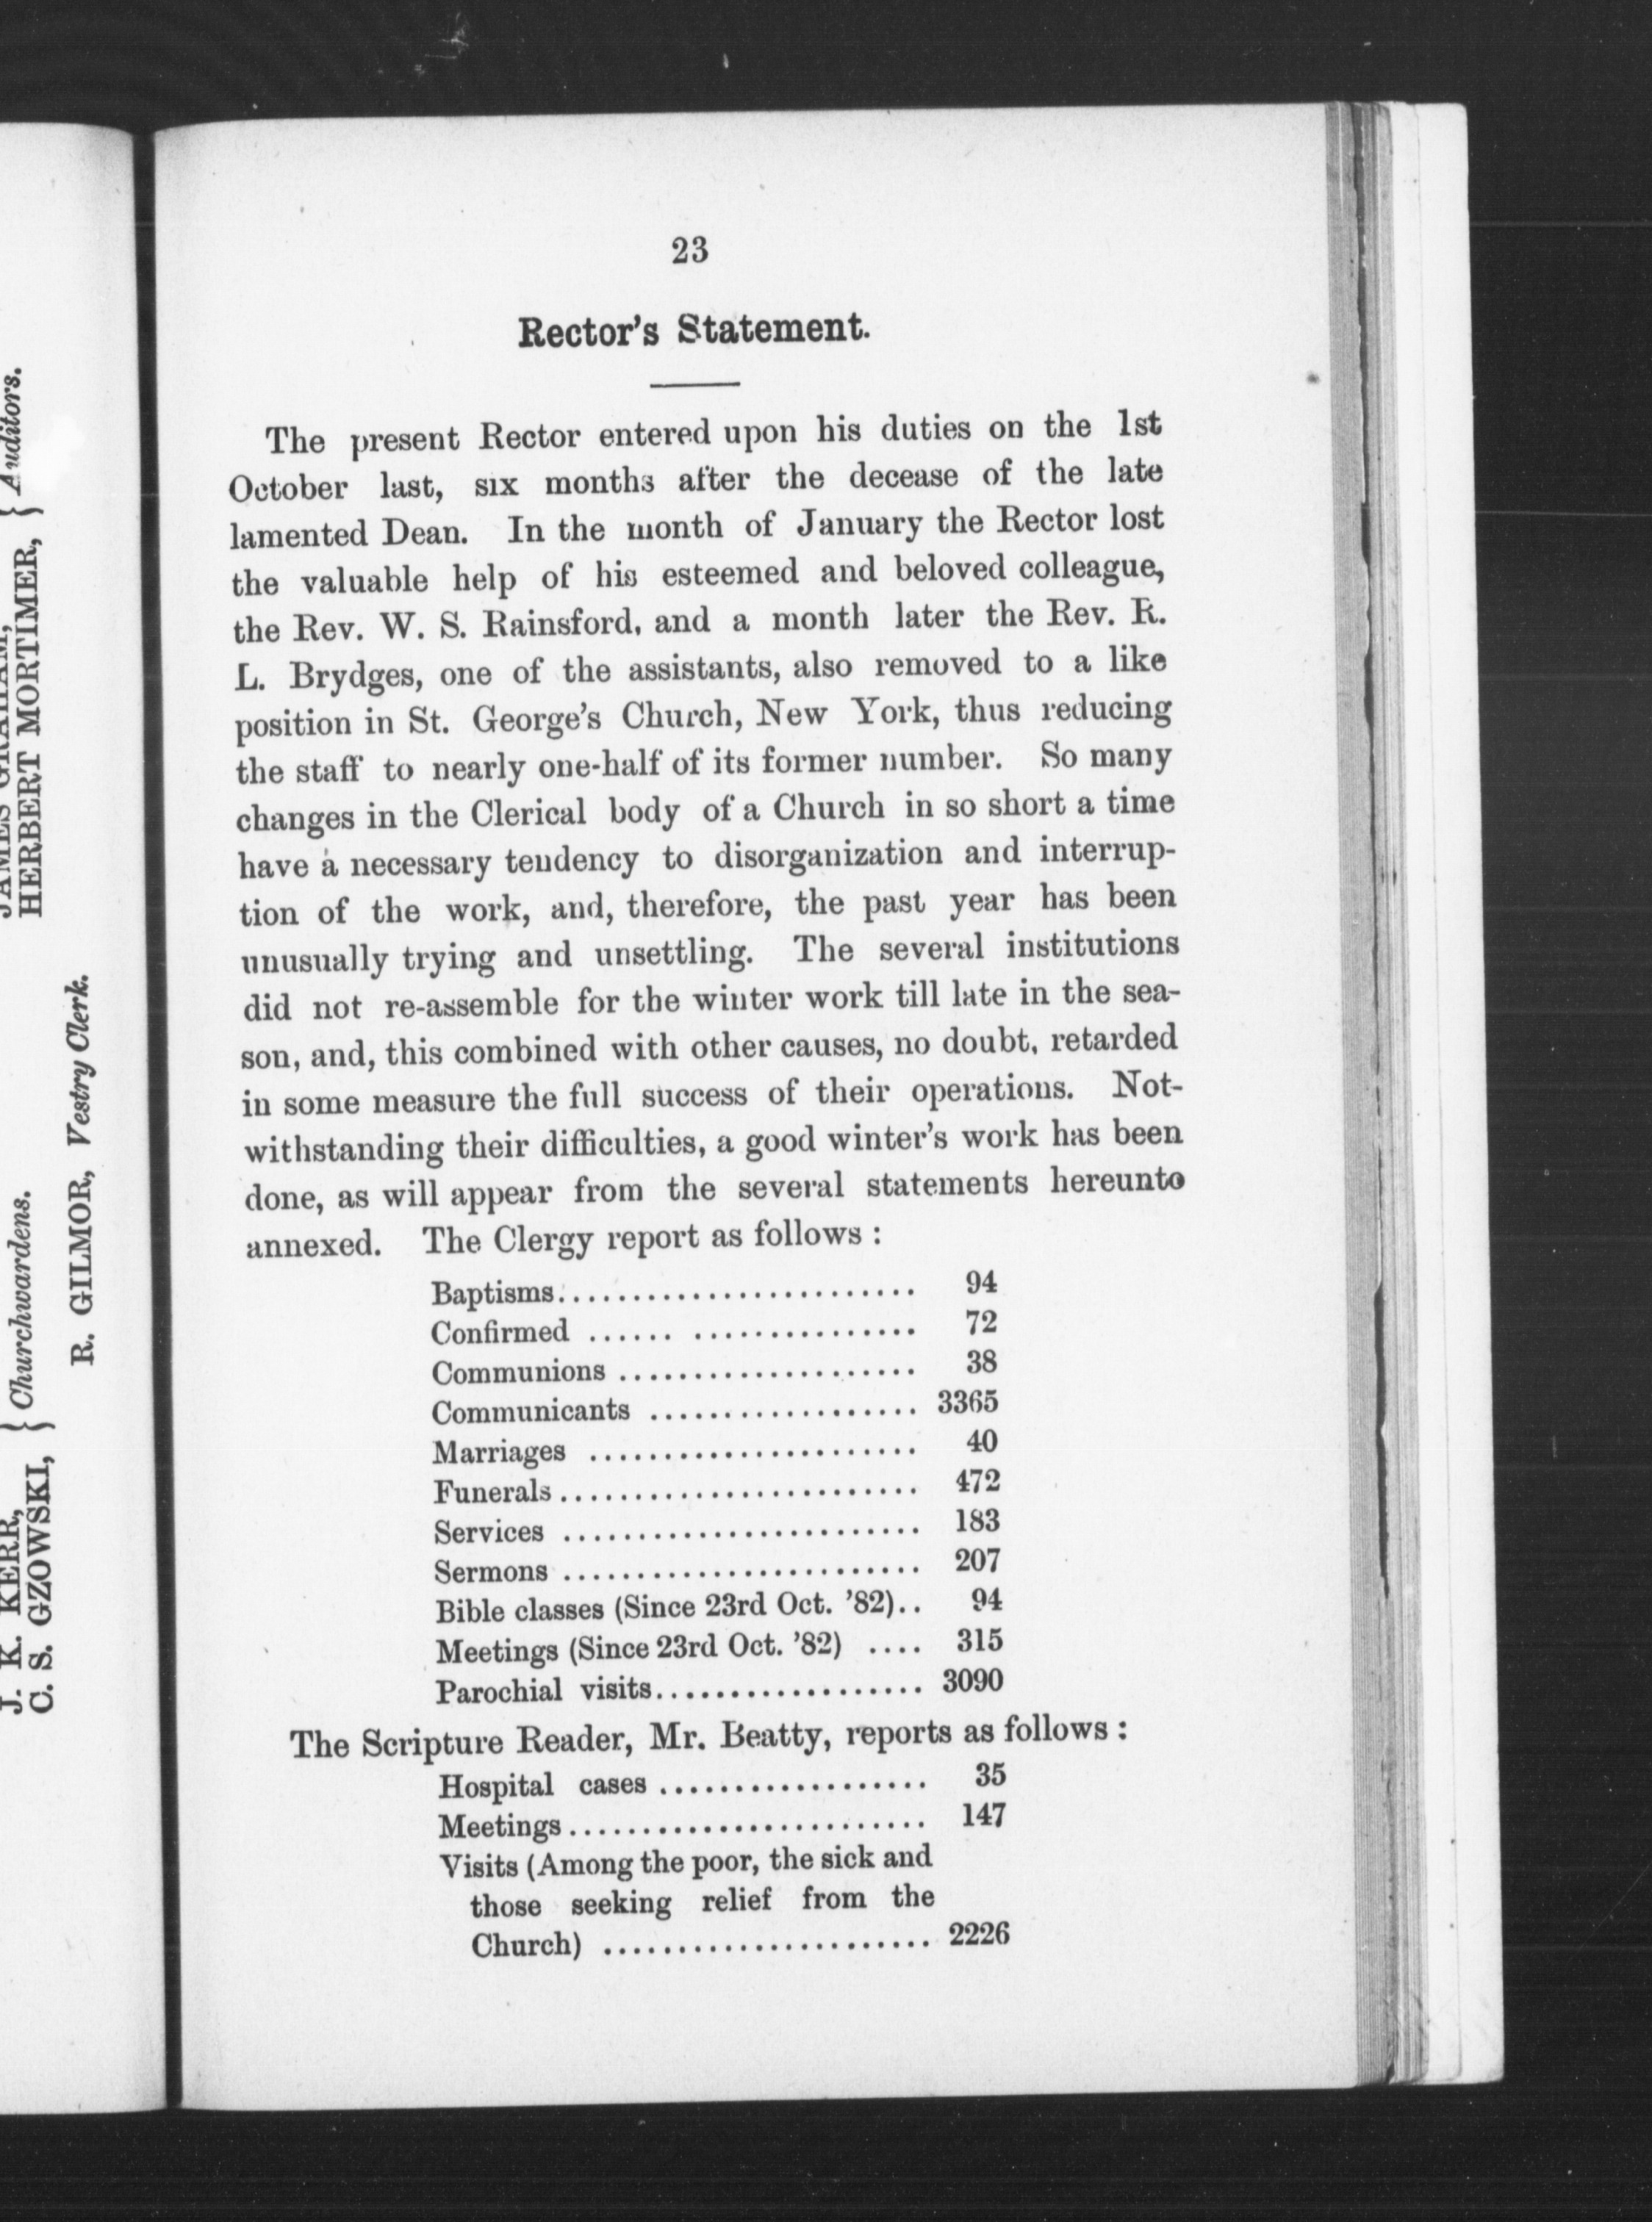 JAMES GRAHAM,
HERBERT MORTIMER, } Auditors.
J. K. KERR,
C. S. GZOWSKI, } Churchwardens.
R. GILMOR, Vestry Clerk.
23
Rector's Statement.
The present Rector entered upon his duties on the 1st
October last, six months after the decease of the late
lamented Dean. In the month of January the Rector lost
the valuable help of his esteemed and beloved colleague,
the Rev. W. S. Rainsford, and a month later the Rev. R.
L. Brydges, one of the assistants, also removed to a like
position in St. George's Church, New York, thus reducing
the staff to nearly one-half of its former number. So many
changes in the Clerical body of a Church in so short a time
have a necessary tendency to disorganization and interrup-
tion of the work, and, therefore, the past year has been
unusually trying and unsettling. The several institutions
did not re-assemble for the winter work till late in the sea-
son, and, this combined with other causes, no doubt, retarded
in some measure the full success of their operations. Not-
withstanding their difficulties, a good winter's work has been
done, as will appear from the several statements hereunto
annexed. The Clergy report as follows :
Baptisms........................ 94
Confirmed ...... ............... 72
Communions .................... 38
Communicants .................. 3365
Marriages ...................... 40
Funerals........................ 472
Services ........................ 183
Sermons ........................ 207
Bible classes (Since 23rd Oct. '82).. 94
Meetings (Since 23rd Oct. '82) .... 315
Parochial visits.................. 3090
The Scripture Reader, Mr. Beatty, reports as follows :
Hospital cases .................. 35
Meetings........................ 147
Visits (Among the poor, the sick and
those seeking relief from the
Church) ...................... 2226